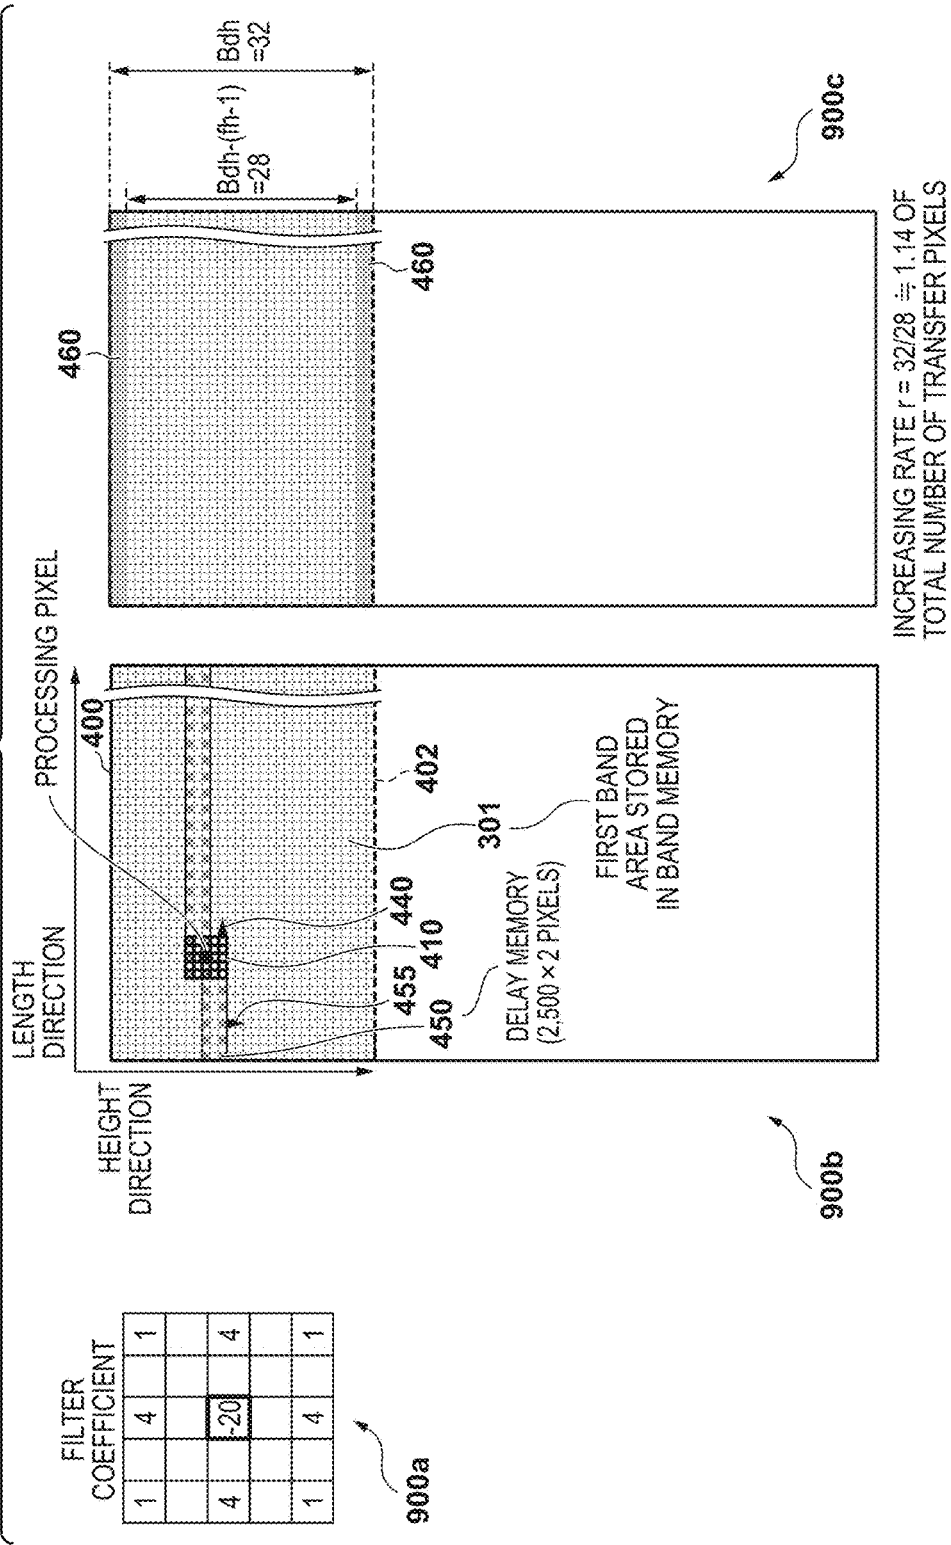 FILTER
COEFFICIENT
1 4 1
4 -20 4
1 4 1
900a
LENGTH
DIRECTION
HEIGHT
DIRECTION
PROCESSING PIXEL
400
402
301
440
410
455
450
DELAY MEMORY
(2,500 × 2 PIXELS)
FIRST BAND
AREA STORED
IN BAND MEMORY
900b
460
460
Bdh-(fh-1)
=28
Bdh
=32
900c
INCREASING RATE r = 32/28 ≒ 1.14 OF
TOTAL NUMBER OF TRANSFER PIXELS